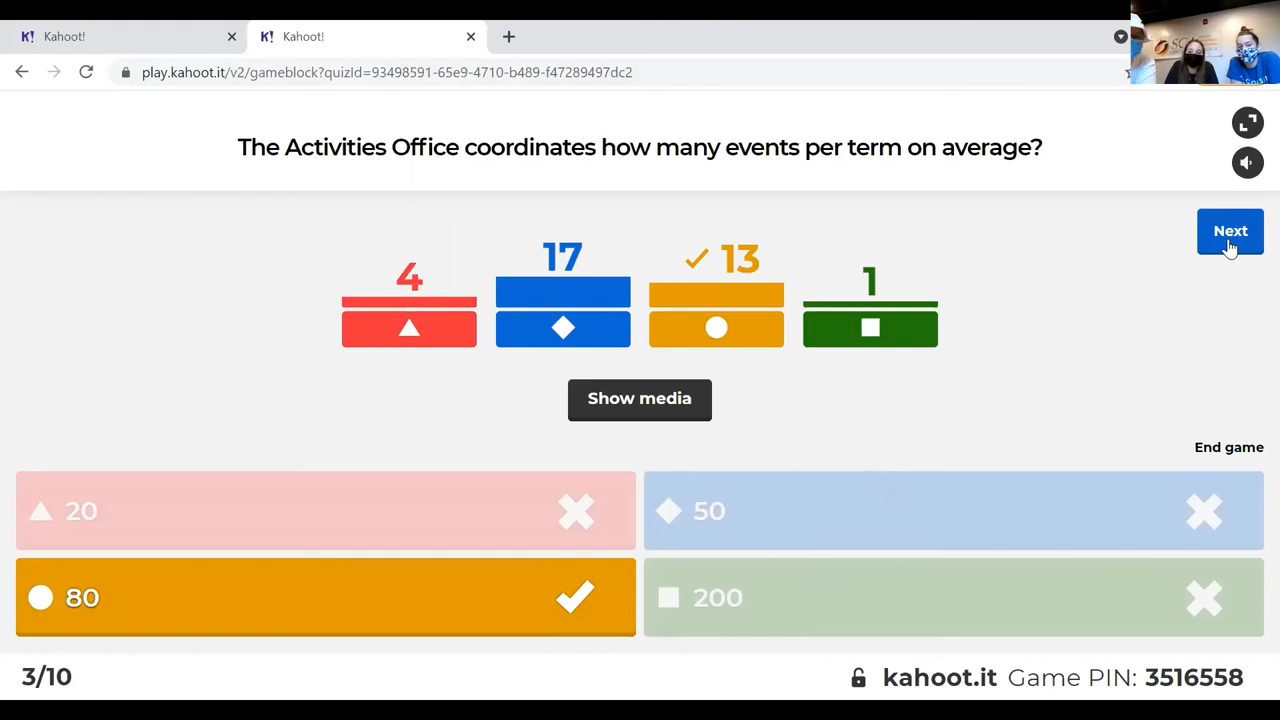 K! Kahoot!
K! Kahoot!
play.kahoot.it/v2/gameblock?quizId=93498591-65e9-4710-b489-f47289497dc2
The Activities Office coordinates how many events per term on average?
Next
4
17
13
1
Show media
End game
20
50
80
200
3/10
kahoot.it Game PIN: 3516558